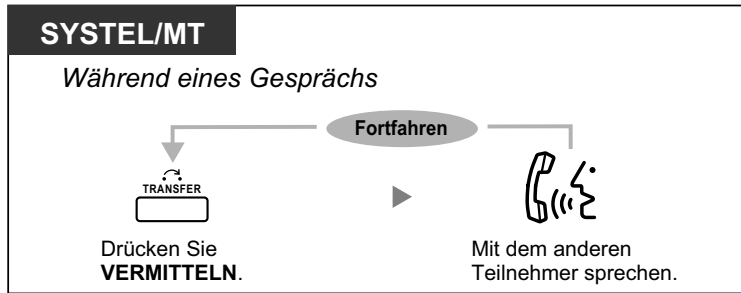 SYSTEL/MT
Während eines Gesprächs
Fortfahren
TRANSFER
Drücken Sie
VERMITTELN.
Mit dem anderen
Teilnehmer sprechen.